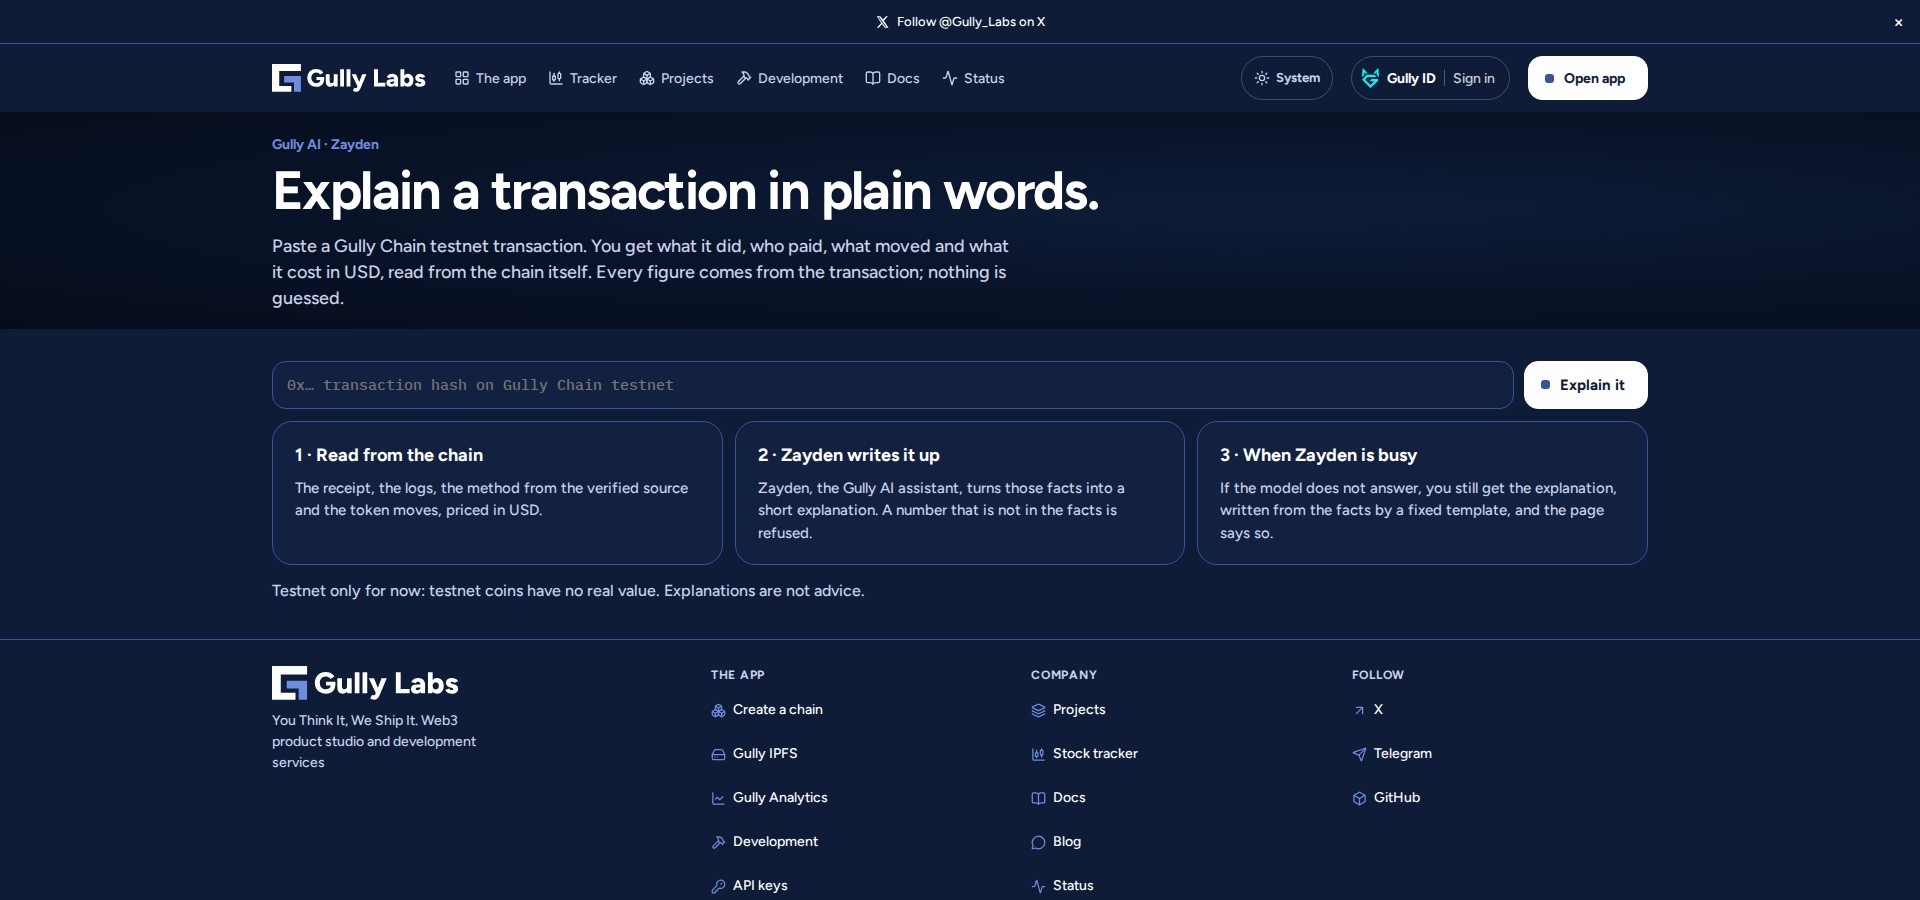 Follow @Gully_Labs on X
×
Gully Labs
The app
Tracker
Projects
Development
Docs
Status
System
Gully ID
Sign in
Open app
Gully AI · Zayden
Explain a transaction in plain words.
Paste a Gully Chain testnet transaction. You get what it did, who paid, what moved and what
it cost in USD, read from the chain itself. Every figure comes from the transaction; nothing is
guessed.
0x… transaction hash on Gully Chain testnet
Explain it
1 · Read from the chain
The receipt, the logs, the method from the verified source
and the token moves, priced in USD.
2 · Zayden writes it up
Zayden, the Gully AI assistant, turns those facts into a
short explanation. A number that is not in the facts is
refused.
3 · When Zayden is busy
If the model does not answer, you still get the explanation,
written from the facts by a fixed template, and the page
says so.
Testnet only for now: testnet coins have no real value. Explanations are not advice.
Gully Labs
You Think It, We Ship It. Web3
product studio and development
services
THE APP
Create a chain
Gully IPFS
Gully Analytics
Development
API keys
COMPANY
Projects
Stock tracker
Docs
Blog
Status
FOLLOW
X
Telegram
GitHub